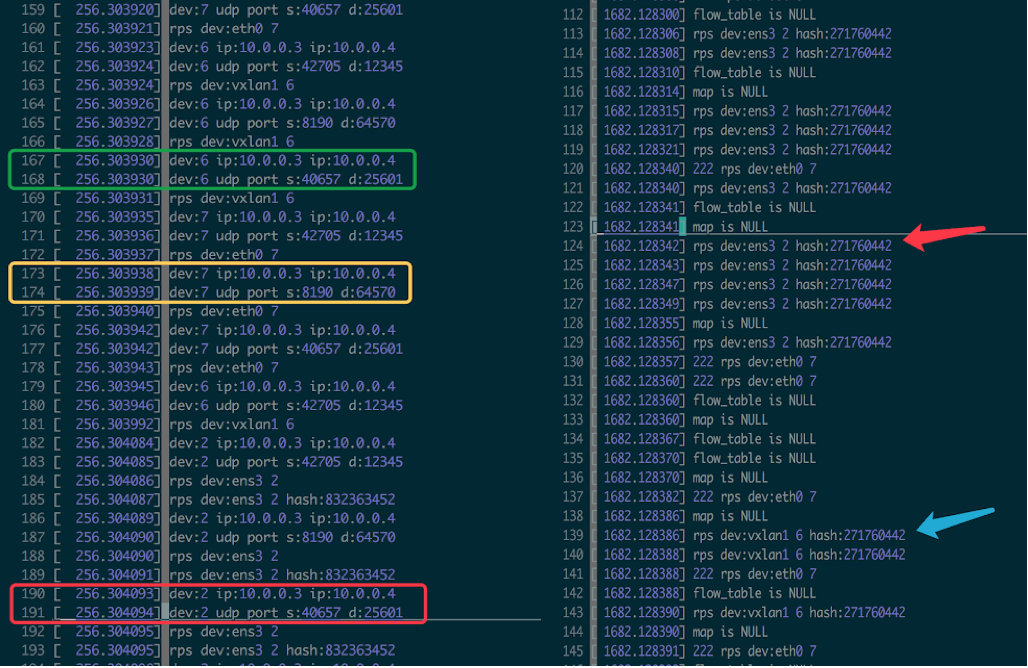 159 [  256.303920] dev:7 udp port s:40657 d:25601
160 [  256.303921] rps dev:eth0 7
161 [  256.303923] dev:6 ip:10.0.0.3 ip:10.0.0.4
162 [  256.303924] dev:6 udp port s:42705 d:12345
163 [  256.303924] rps dev:vxlan1 6
164 [  256.303926] dev:6 ip:10.0.0.3 ip:10.0.0.4
165 [  256.303927] dev:6 udp port s:8190 d:64570
166 [  256.303928] rps dev:vxlan1 6
167 [  256.303930] dev:6 ip:10.0.0.3 ip:10.0.0.4
168 [  256.303930] dev:6 udp port s:40657 d:25601
169 [  256.303931] rps dev:vxlan1 6
170 [  256.303935] dev:7 ip:10.0.0.3 ip:10.0.0.4
171 [  256.303936] dev:7 udp port s:42705 d:12345
172 [  256.303937] rps dev:eth0 7
173 [  256.303938] dev:7 ip:10.0.0.3 ip:10.0.0.4
174 [  256.303939] dev:7 udp port s:8190 d:64570
175 [  256.303940] rps dev:eth0 7
176 [  256.303942] dev:7 ip:10.0.0.3 ip:10.0.0.4
177 [  256.303942] dev:7 udp port s:40657 d:25601
178 [  256.303943] rps dev:eth0 7
179 [  256.303945] dev:6 ip:10.0.0.3 ip:10.0.0.4
180 [  256.303946] dev:6 udp port s:42705 d:12345
181 [  256.303992] rps dev:vxlan1 6
182 [  256.304084] dev:2 ip:10.0.0.3 ip:10.0.0.4
183 [  256.304085] dev:2 udp port s:42705 d:12345
184 [  256.304086] rps dev:ens3 2
185 [  256.304087] rps dev:ens3 2 hash:832363452
186 [  256.304089] dev:2 ip:10.0.0.3 ip:10.0.0.4
187 [  256.304090] dev:2 udp port s:8190 d:64570
188 [  256.304090] rps dev:ens3 2
189 [  256.304091] rps dev:ens3 2 hash:832363452
190 [  256.304093] dev:2 ip:10.0.0.3 ip:10.0.0.4
191 [  256.304094] dev:2 udp port s:40657 d:25601
192 [  256.304095] rps dev:ens3 2
193 [  256.304095] rps dev:ens3 2 hash:832363452
112 [ 1682.128300] flow_table is NULL
113 [ 1682.128306] rps dev:ens3 2 hash:271760442
114 [ 1682.128308] rps dev:ens3 2 hash:271760442
115 [ 1682.128310] flow_table is NULL
116 [ 1682.128314] map is NULL
117 [ 1682.128315] rps dev:ens3 2 hash:271760442
118 [ 1682.128317] rps dev:ens3 2 hash:271760442
119 [ 1682.128321] rps dev:ens3 2 hash:271760442
120 [ 1682.128340] 222 rps dev:eth0 7
121 [ 1682.128340] rps dev:ens3 2 hash:271760442
122 [ 1682.128341] flow_table is NULL
123 [ 1682.128341] map is NULL
124 [ 1682.128342] rps dev:ens3 2 hash:271760442
125 [ 1682.128343] rps dev:ens3 2 hash:271760442
126 [ 1682.128347] rps dev:ens3 2 hash:271760442
127 [ 1682.128349] rps dev:ens3 2 hash:271760442
128 [ 1682.128355] map is NULL
129 [ 1682.128356] rps dev:ens3 2 hash:271760442
130 [ 1682.128357] 222 rps dev:eth0 7
131 [ 1682.128360] 222 rps dev:eth0 7
132 [ 1682.128360] flow_table is NULL
133 [ 1682.128360] map is NULL
134 [ 1682.128367] flow_table is NULL
135 [ 1682.128370] flow_table is NULL
136 [ 1682.128370] map is NULL
137 [ 1682.128382] 222 rps dev:eth0 7
138 [ 1682.128386] map is NULL
139 [ 1682.128386] rps dev:vxlan1 6 hash:271760442
140 [ 1682.128388] rps dev:vxlan1 6 hash:271760442
141 [ 1682.128388] 222 rps dev:eth0 7
142 [ 1682.128388] flow_table is NULL
143 [ 1682.128390] rps dev:vxlan1 6 hash:271760442
144 [ 1682.128390] map is NULL
145 [ 1682.128391] 222 rps dev:eth0 7